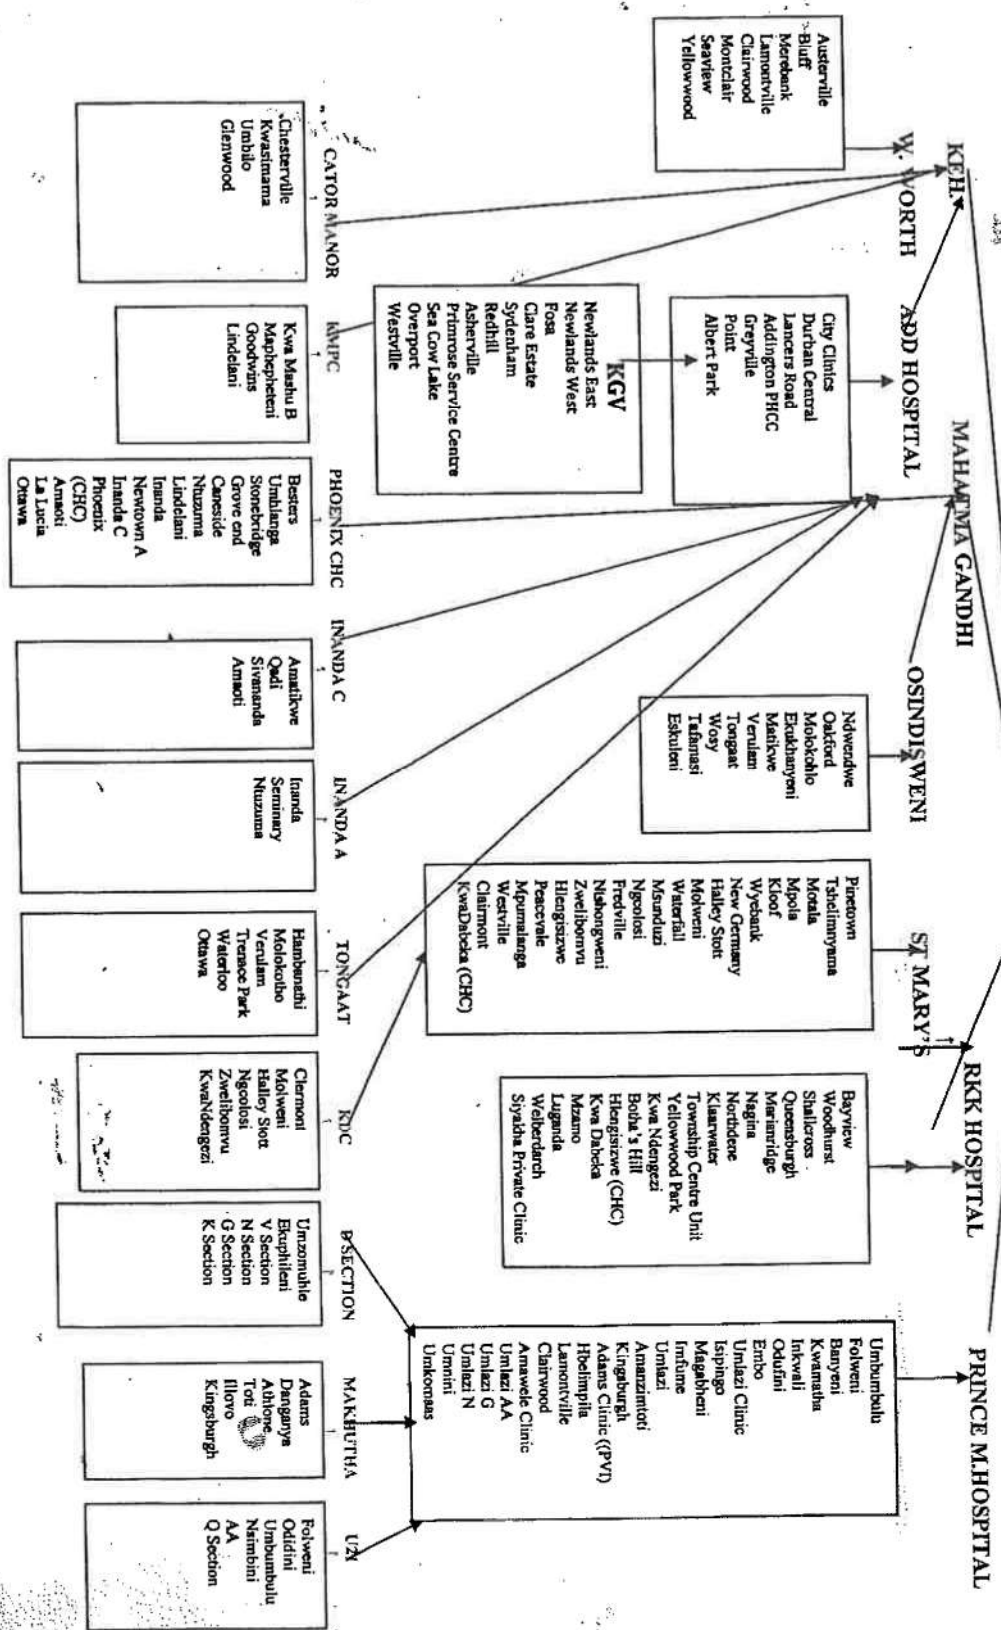 KEH.
MAHATMA GANDHI
RKK HOSPITAL
PRINCE M.HOSPITAL
W. WORTH
ADD HOSPITAL
OSINDISWENI
ST MARY'S
Austerville
Bluff
Merebank
Lamontville
Clairwood
Montclair
Seaview
Yellowwood
City Clinics
Durban Central
Lancers Road
Addington PHCC
Greyville
Point
Albert Park
KGV
Newlands East
Newlands West
Fosa
Clare Estate
Sydenham
Redhill
Asherville
Primrose Service Centre
Sea Cow Lake
Overport
Westville
Ndwendwe
Oakford
Molokohlo
Ekukhanyeni
Matikwe
Verulam
Tongaat
Wosy
Tafamasi
Eskuleni
Pinetown
Tshelimnyama
Motala
Mpola
Kloof
Wyebank
New Germany
Halley Stott
Molweni
Waterfall
Msunduzi
Ngcolosi
Fredville
Ntshongweni
Zwelibomvu
Hlengisizwe
Peacevale
Mpumalanga
Westville
Clairmont
KwaDabeka (CHC)
Bayview
Woodhurst
Shallcross
Queensburgh
Marianridge
Nagina
Northdene
Klaarwater
Township Centre Unit
Yellowwood Park
Kwa Ndengezi
Botha's Hill
Hlengisizwe (CHC)
Kwa Dabeka
Mzamo
Luganda
Welberdarch
Siyakha Private Clinic
Umbumbulu
Folweni
Banyeni
Kwamatha
Inkwali
Odufini
Embo
Umlazi Clinic
Isipingo
Magabheni
Imfume
Umlazi
Amanzimtoti
Kingsburgh
Adams Clinic ((PVI)
Hbelimpila
Lamontville
Clairwood
Amawele Clinic
Umlazi AA
Umlazi G
Umlazi N
Umnini
Umkomaas
CATOR MANOR
Chesterville
Kwasimama
Umbilo
Glenwood
KMPC
Kwa Mashu B
Maphepheteni
Goodwins
Lindelani
PHOENIX CHC
Besters
Umhlanga
Stonebridge
Grove end
Caneside
Ntuzuma
Lindelani
Inanda
Newtown A
Inanda C
Phoenix
(CHC)
Amaoti
La Lucia
Ottawa
INANDA C
Amatikwe
Qadi
Sivananda
Amaoti
INANDA A
Inanda
Seminary
Ntuzuma
TONGAAT
Hambanathi
Molokotbo
Verulam
Trenace Park
Waterloo
Ottawa
KDC
Clermont
Molweni
Halley Stott
Ngcolosi
Zwelibomvu
KwaNdengezi
D SECTION
Umzomuhle
Ekuphileni
V Section
N Section
G Section
K Section
MAKHUTHA
Adams
Danganya
Athlone
Toti
Illovo
Kingsburgh
U21
Folweni
Odidini
Umbumbulu
Nsimbini
AA
Q Section